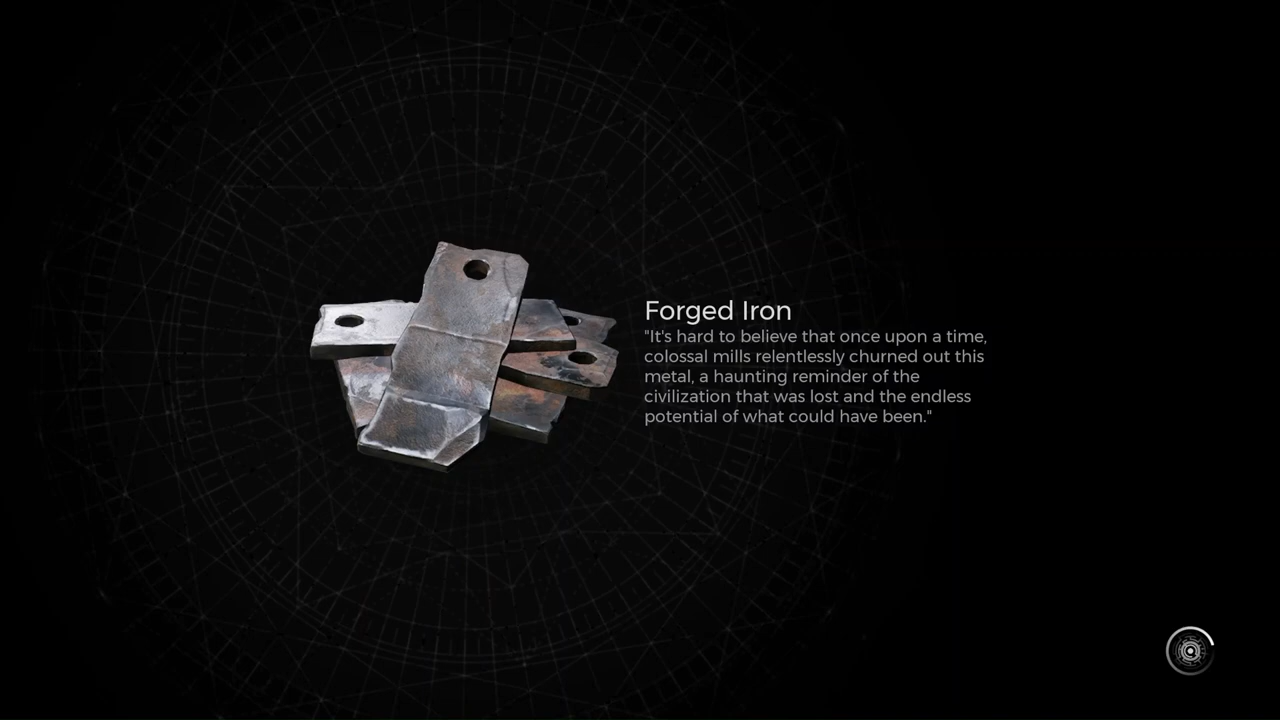 Forged Iron
"It's hard to believe that once upon a time,
colossal mills relentlessly churned out this
metal, a haunting reminder of the
civilization that was lost and the endless
potential of what could have been."